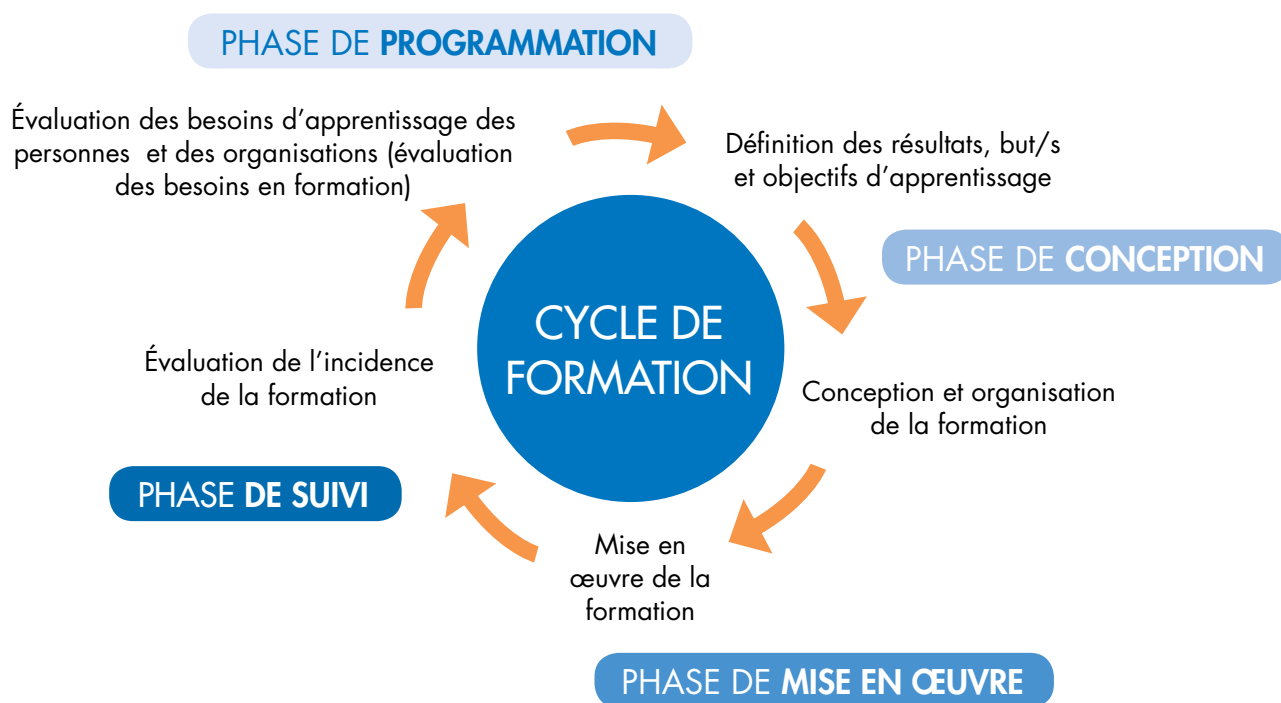 PHASE DE PROGRAMMATION
Évaluation des besoins d'apprentissage des
personnes et des organisations (évaluation
des besoins en formation)
Définition des résultats, but/s
et objectifs d'apprentissage
PHASE DE CONCEPTION
CYCLE DE
FORMATION
Évaluation de l'incidence
de la formation
Conception et organisation
de la formation
PHASE DE SUIVI
Mise en
œuvre de la
formation
PHASE DE MISE EN ŒUVRE